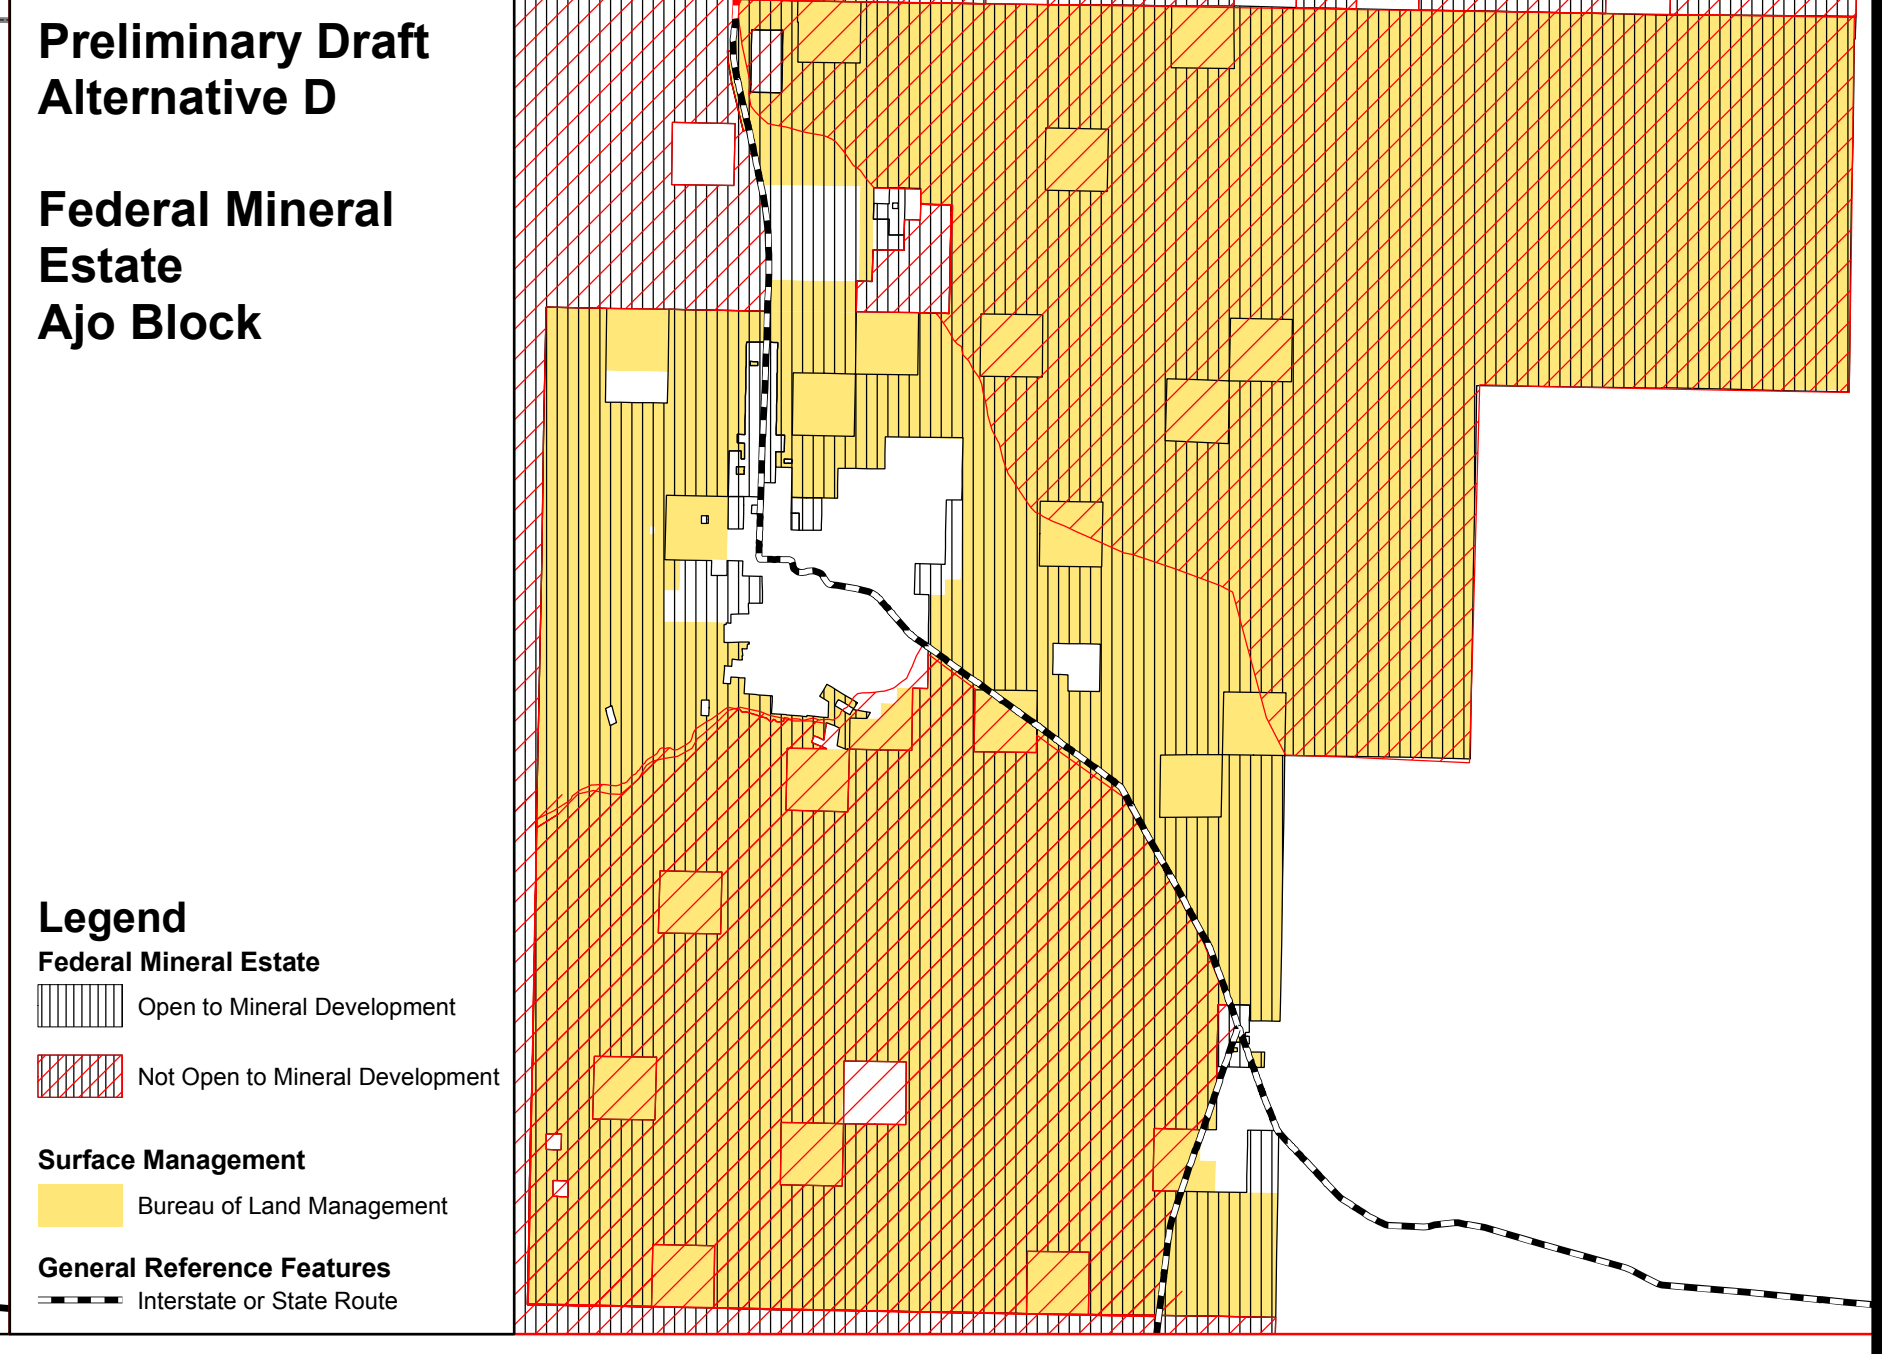 Preliminary Draft
Alternative D
Federal Mineral
Estate
Ajo Block
Legend
Federal Mineral Estate
Open to Mineral Development
Not Open to Mineral Development
Surface Management
Bureau of Land Management
General Reference Features
Interstate or State Route